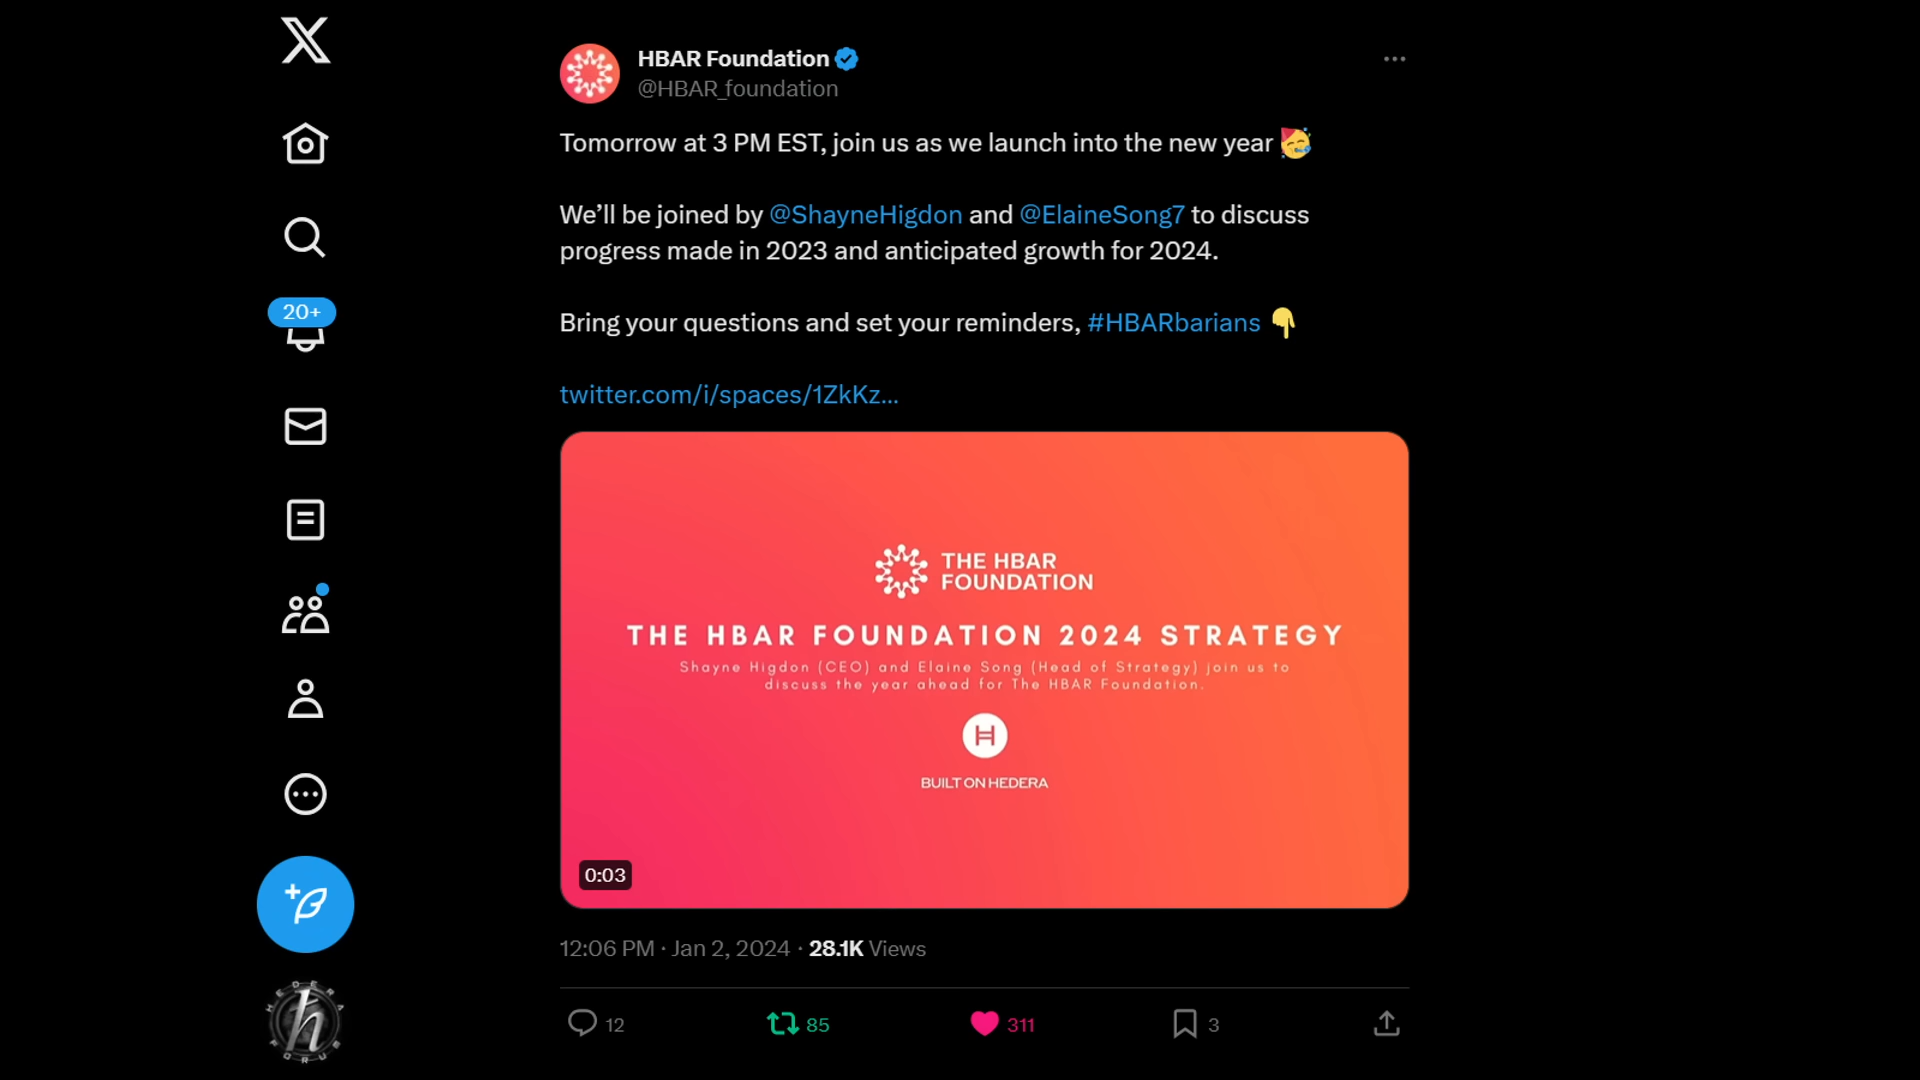 HBAR Foundation
@HBAR_foundation
Tomorrow at 3 PM EST, join us as we launch into the new year
We’ll be joined by @ShayneHigdon and @ElaineSong7 to discuss
progress made in 2023 and anticipated growth for 2024.
Bring your questions and set your reminders, #HBARbarians
twitter.com/i/spaces/1ZkKz…
THE HBAR
FOUNDATION
THE HBAR FOUNDATION 2024 STRATEGY
Shayne Higdon (CEO) and Elaine Song (Head of Strategy) join us to
discuss the year ahead for The HBAR Foundation.
H
BUILT ON HEDERA
0:03
12:06 PM · Jan 2, 2024 · 28.1K Views
12 85 311 3
20+
HEDERA
FORUM